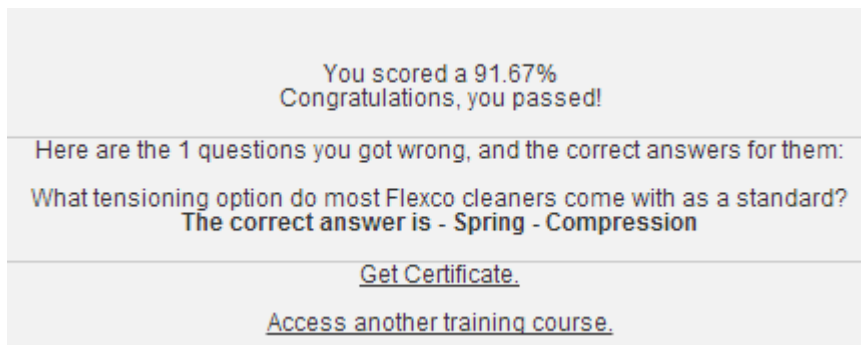 You scored a 91.67%
Congratulations, you passed!
Here are the 1 questions you got wrong, and the correct answers for them:
What tensioning option do most Flexco cleaners come with as a standard?
The correct answer is - Spring - Compression
Get Certificate.
Access another training course.